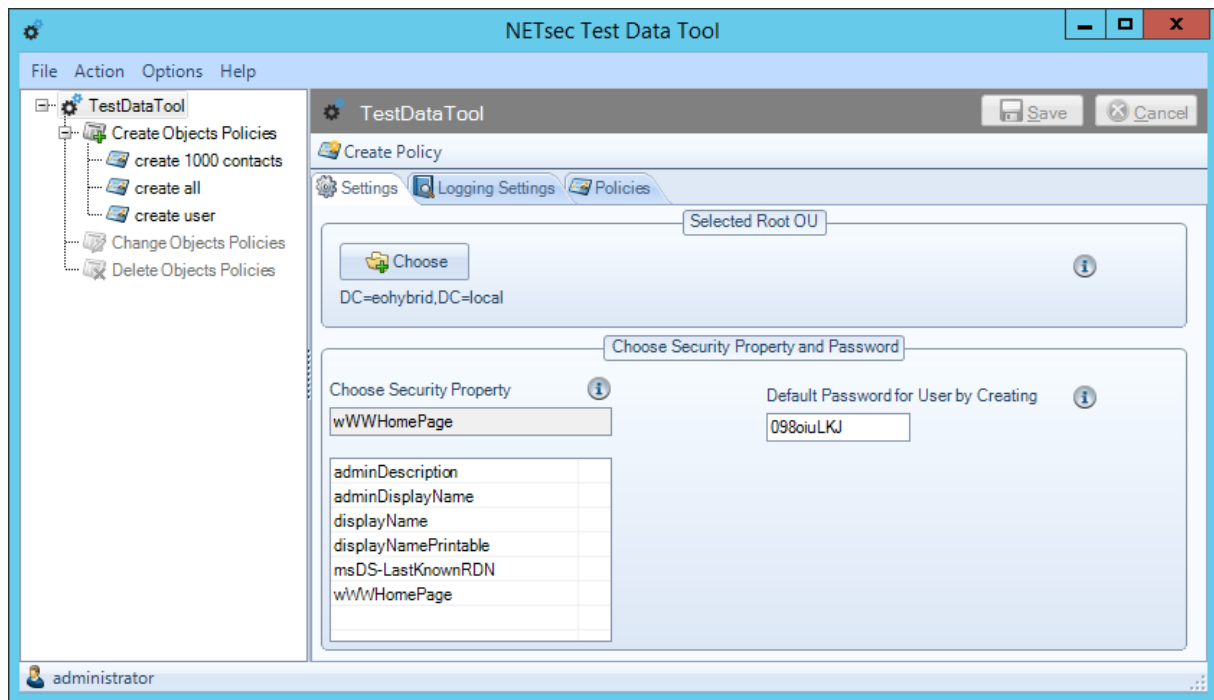 NETsec Test Data Tool
File Action Options Help
TestDataTool
Create Objects Policies
create 1000 contacts
create all
create user
Change Objects Policies
Delete Objects Policies
TestDataTool
Save
Cancel
Create Policy
Settings
Logging Settings
Policies
Selected Root OU
Choose
DC=eohybrid,DC=local
Choose Security Property and Password
Choose Security Property
wWWHomePage
Default Password for User by Creating
098oiuLKJ
adminDescription
adminDisplayName
displayName
displayNamePrintable
msDS-LastKnownRDN
wWWHomePage
administrator